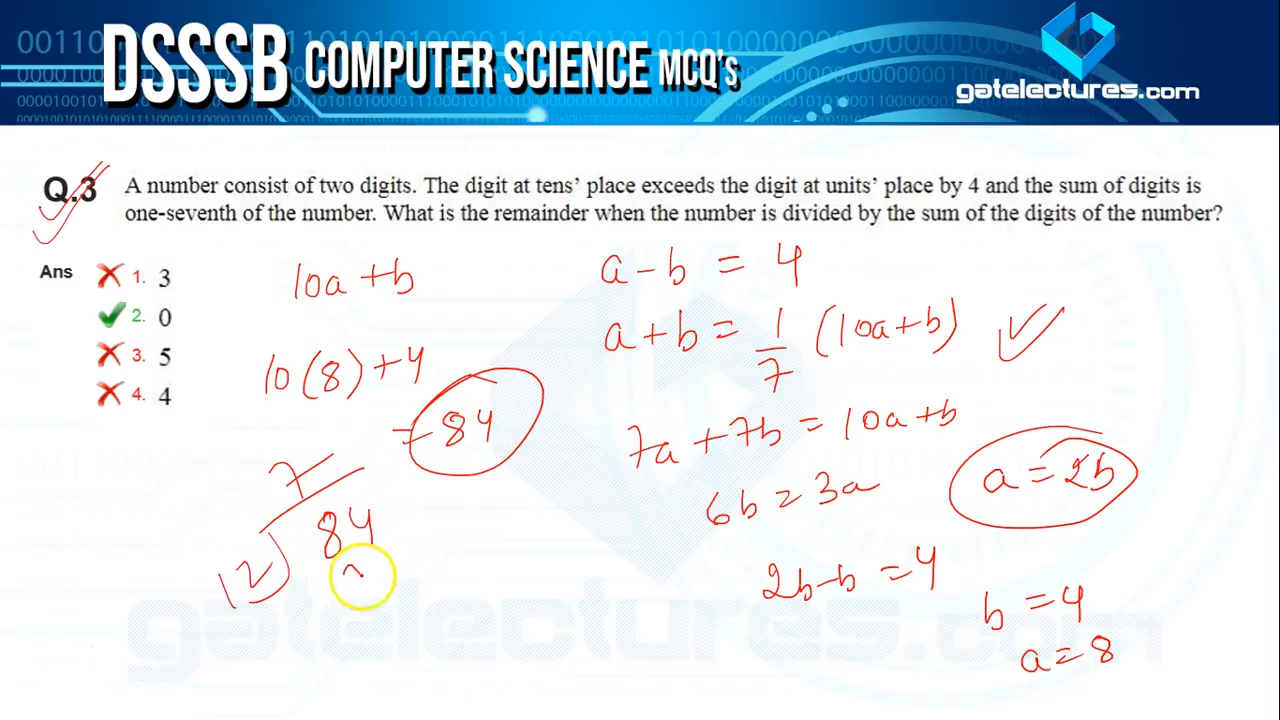 DSSSB COMPUTER SCIENCE MCQ's
gatelectures.com
Q.3 A number consist of two digits. The digit at tens' place exceeds the digit at units' place by 4 and the sum of digits is
one-seventh of the number. What is the remainder when the number is divided by the sum of the digits of the number?
Ans
1. 3
2. 0
3. 5
4. 4
10a + b
10(8) + 4
= 84
7
12) 84
a - b = 4
a + b = 1/7 (10a + b)
7a + 7b = 10a + b
6b = 3a
a = 2b
2b - b = 4
b = 4
a = 8
gatelectures.com